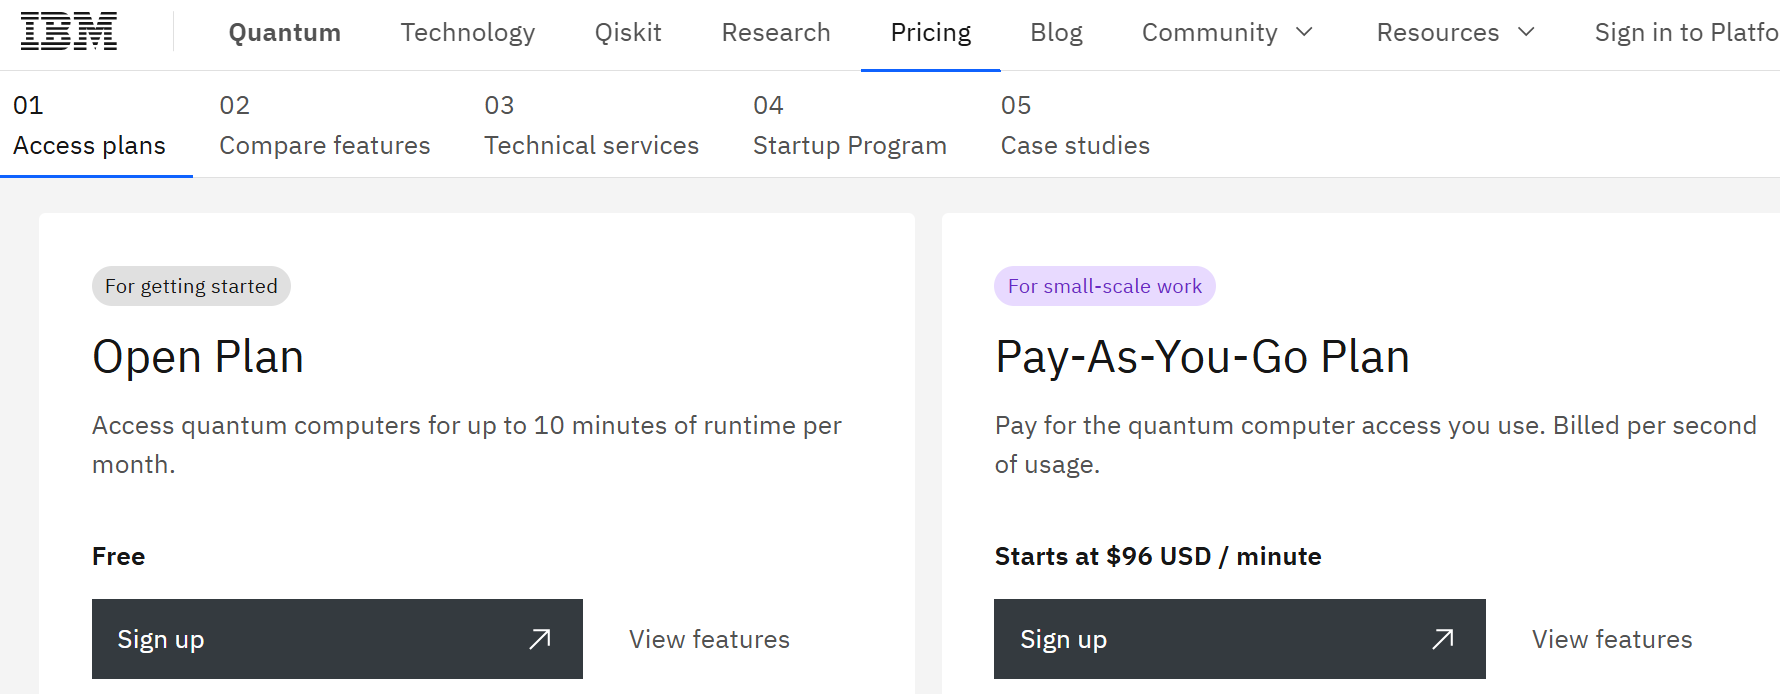 IBM Quantum Technology Qiskit Research Pricing Blog Community Resources Sign in to Platfo
01 02 03 04 05
Access plans Compare features Technical services Startup Program Case studies
For getting started
Open Plan
Access quantum computers for up to 10 minutes of runtime per
month.
Free
Sign up View features
For small-scale work
Pay-As-You-Go Plan
Pay for the quantum computer access you use. Billed per second
of usage.
Starts at $96 USD / minute
Sign up View features